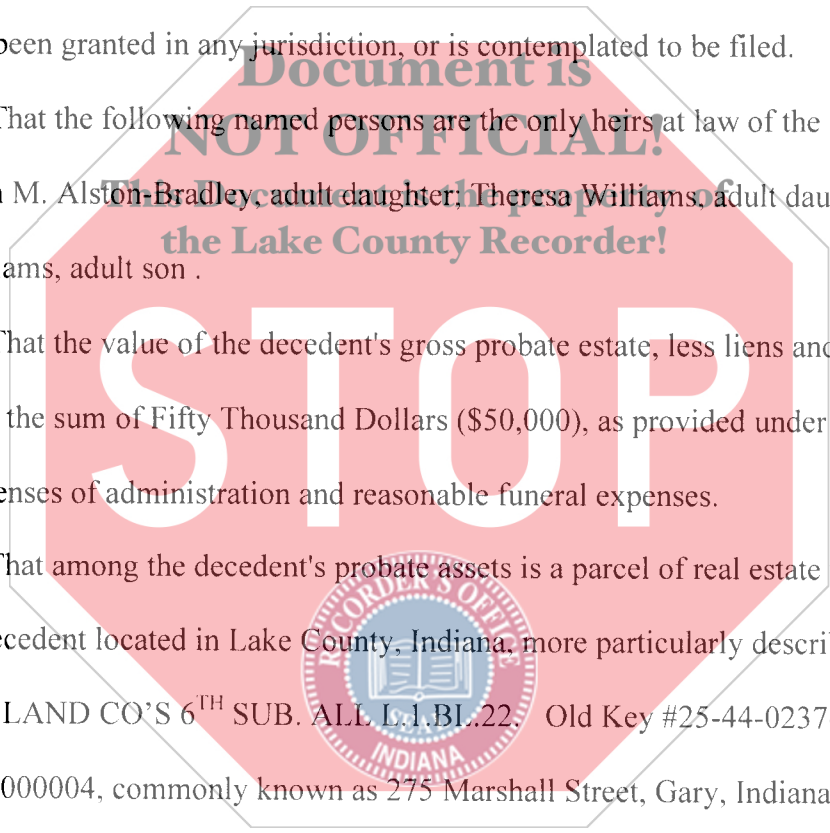 been granted in any jurisdiction, or is contemplated to be filed.
Document is
That the following named persons are the only heirs at law of the
NOT OFFICIAL!
M. Alston-Bradley, adult daughter; Theresa Williams, adult dau
This Document is the property of
the Lake County Recorder!
ams, adult son .
STOP
That the value of the decedent's gross probate estate, less liens and
the sum of Fifty Thousand Dollars ($50,000), as provided under
enses of administration and reasonable funeral expenses.
That among the decedent's probate assets is a parcel of real estate
RECORDER'S OFFICE
ecedent located in Lake County, Indiana, more particularly descri
LAND CO'S 6TH SUB. ALL L.1.BL.22. Old Key #25-44-0237
SEAL
INDIANA
000004, commonly known as 275 Marshall Street, Gary, Indiana